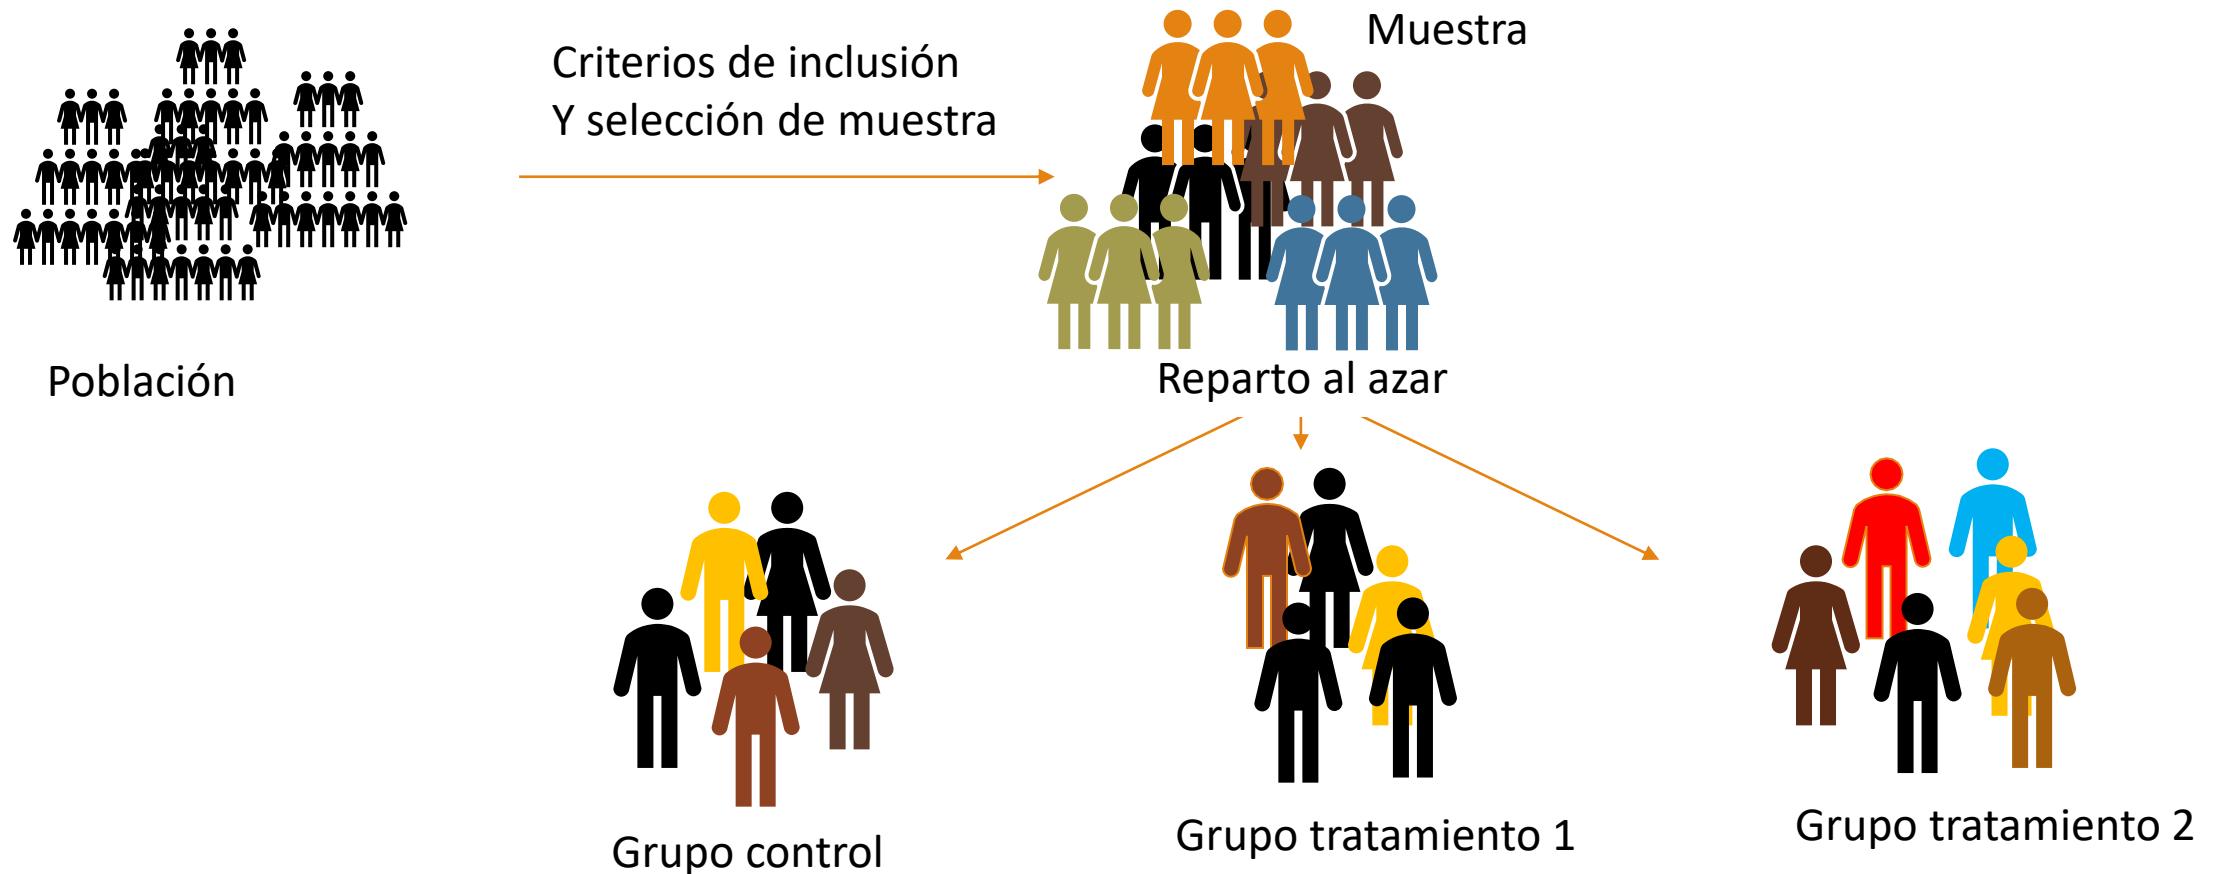 Muestra
Criterios de inclusión
Y selección de muestra
Población
Reparto al azar
Grupo control
Grupo tratamiento 1
Grupo tratamiento 2